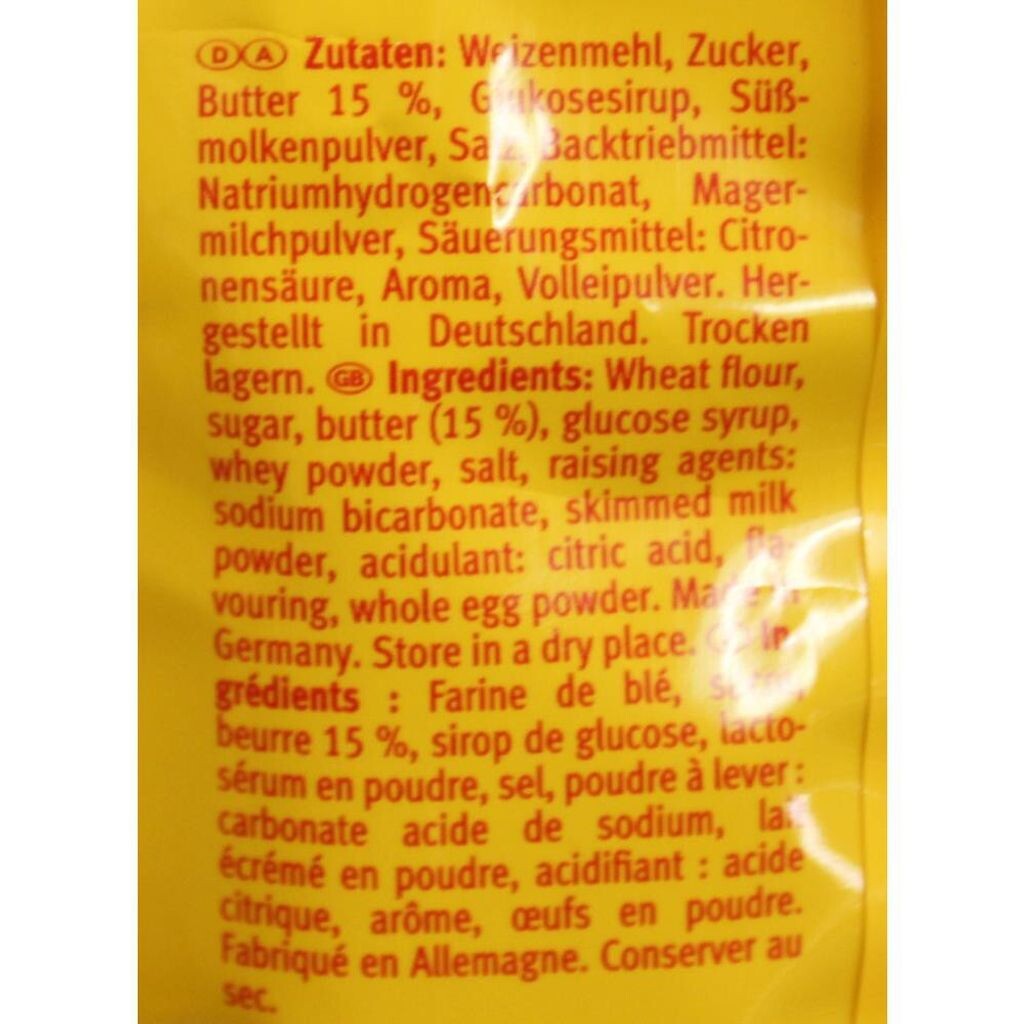 D A Zutaten: Weizenmehl, Zucker,
Butter 15 %, Glukosesirup, Süß-
molkenpulver, Salz, Backtriebmittel:
Natriumhydrogencarbonat, Mager-
milchpulver, Säuerungsmittel: Citro-
nensäure, Aroma, Volleipulver. Her-
gestellt in Deutschland. Trocken
lagern. GB Ingredients: Wheat flour,
sugar, butter (15 %), glucose syrup,
whey powder, salt, raising agents:
sodium bicarbonate, skimmed milk
powder, acidulant: citric acid, fla-
vouring, whole egg powder. Made in
Germany. Store in a dry place. In-
grédients : Farine de blé,
beurre 15 %, sirop de glucose, lacto-
sérum en poudre, sel, poudre à lever :
carbonate acide de sodium, lait
écrémé en poudre, acidifiant : acide
citrique, arôme, œufs en poudre.
Fabriqué en Allemagne. Conserver au
sec.